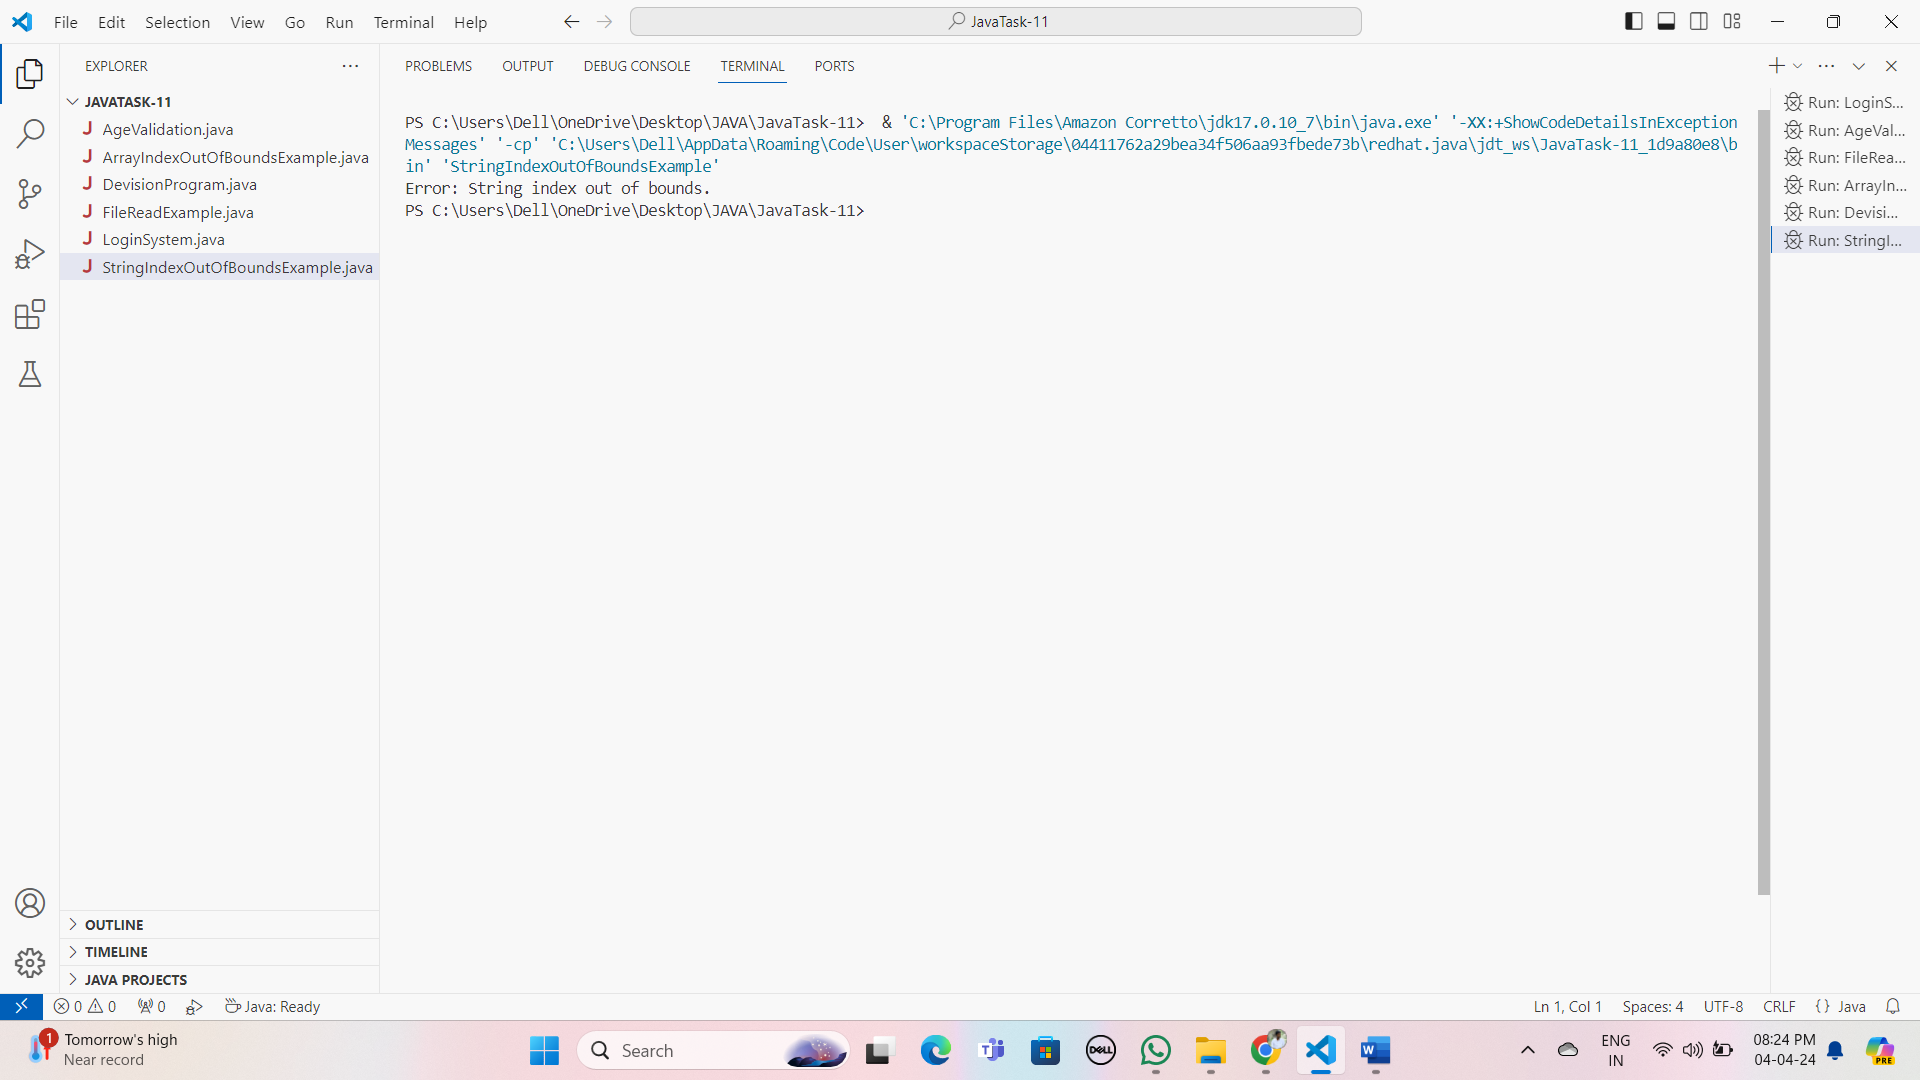 File Edit Selection View Go Run Terminal Help
JavaTask-11
EXPLORER
JAVATASK-11
AgeValidation.java
ArrayIndexOutOfBoundsExample.java
DevisionProgram.java
FileReadExample.java
LoginSystem.java
StringIndexOutOfBoundsExample.java
OUTLINE
TIMELINE
JAVA PROJECTS
PROBLEMS OUTPUT DEBUG CONSOLE TERMINAL PORTS
PS C:\Users\Dell\OneDrive\Desktop\JAVA\JavaTask-11>  & 'C:\Program Files\Amazon Corretto\jdk17.0.10_7\bin\java.exe' '-XX:+ShowCodeDetailsInException
Messages' '-cp' 'C:\Users\Dell\AppData\Roaming\Code\User\workspaceStorage\04411762a29bea34f506aa93fbede73b\redhat.java\jdt_ws\JavaTask-11_1d9a80e8\b
in' 'StringIndexOutOfBoundsExample'
Error: String index out of bounds.
PS C:\Users\Dell\OneDrive\Desktop\JAVA\JavaTask-11>
Run: LoginS...
Run: AgeVal...
Run: FileRea...
Run: ArrayIn...
Run: Devisi...
Run: StringI...
0 0 0 Java: Ready
Ln 1, Col 1 Spaces: 4 UTF-8 CRLF {} Java
1
Tomorrow's high
Near record
Search
DELL
PRE
ENG
IN
08:24 PM
04-04-24